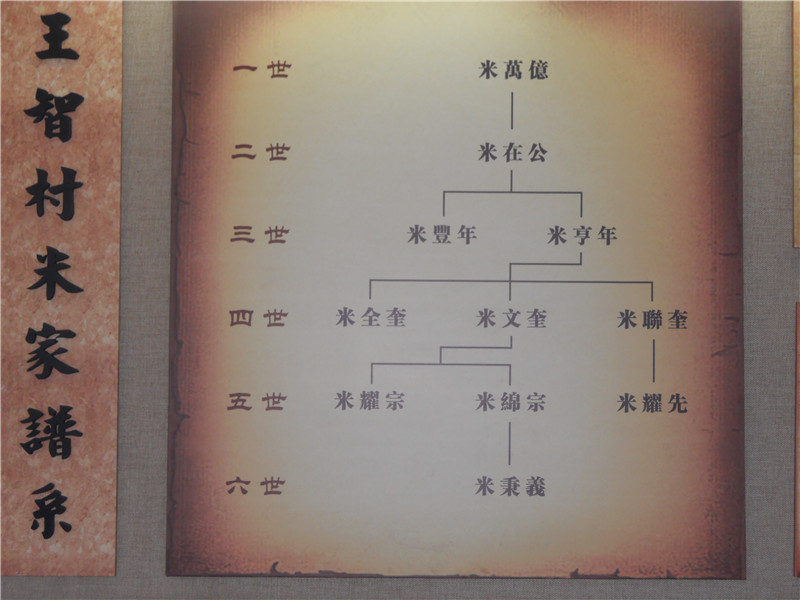 王智村米家譜系
一世 米萬億
二世 米在公
三世 米豐年 米亨年
四世 米全奎 米文奎 米聯奎
五世 米耀宗 米綿宗 米耀先
六世 米秉義